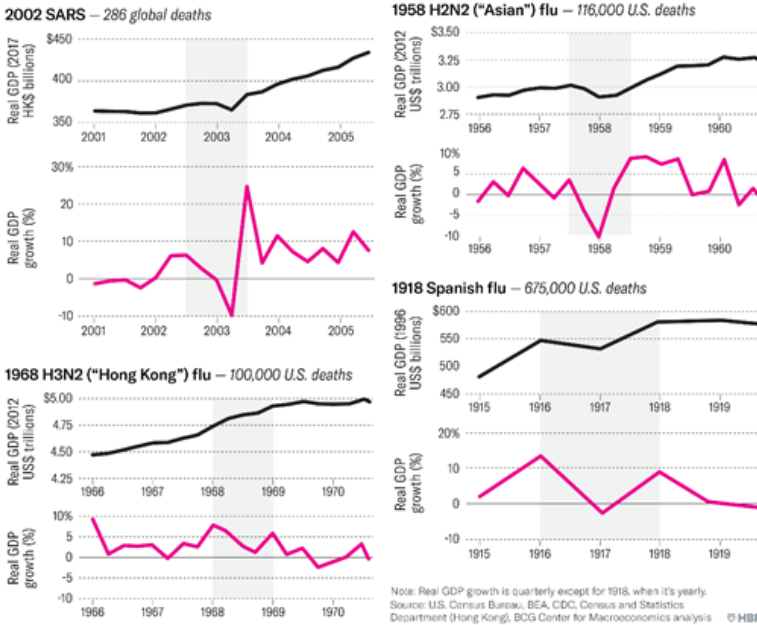 2002 SARS — 286 global deaths
Real GDP (2017
HK$ billions)
$450
400
350
2001 2002 2003 2004 2005
Real GDP
growth (%)
30%
20
10
0
-10
2001 2002 2003 2004 2005
1968 H3N2 ("Hong Kong") flu — 100,000 U.S. deaths
Real GDP (2012
US$ trillions)
$5.00
4.75
4.50
4.25
1966 1967 1968 1969 1970
Real GDP
growth (%)
10%
5
0
-5
-10
1966 1967 1968 1969 1970
1958 H2N2 ("Asian") flu — 116,000 U.S. deaths
Real GDP (2012
US$ trillions)
$3.50
3.25
3.00
2.75
1956 1957 1958 1959 1960
Real GDP
growth (%)
10%
5
0
-5
-10
1956 1957 1958 1959 1960
1918 Spanish flu — 675,000 U.S. deaths
Real GDP (1996
US$ billions)
$600
550
500
450
1915 1916 1917 1918 1919
Real GDP
growth (%)
20%
10
0
-10
1915 1916 1917 1918 1919
Note: Real GDP growth is quarterly except for 1918, when it's yearly.
Source: U.S. Census Bureau, BEA, CDC, Census and Statistics
Department (Hong Kong), BCG Center for Macroeconomics analysis